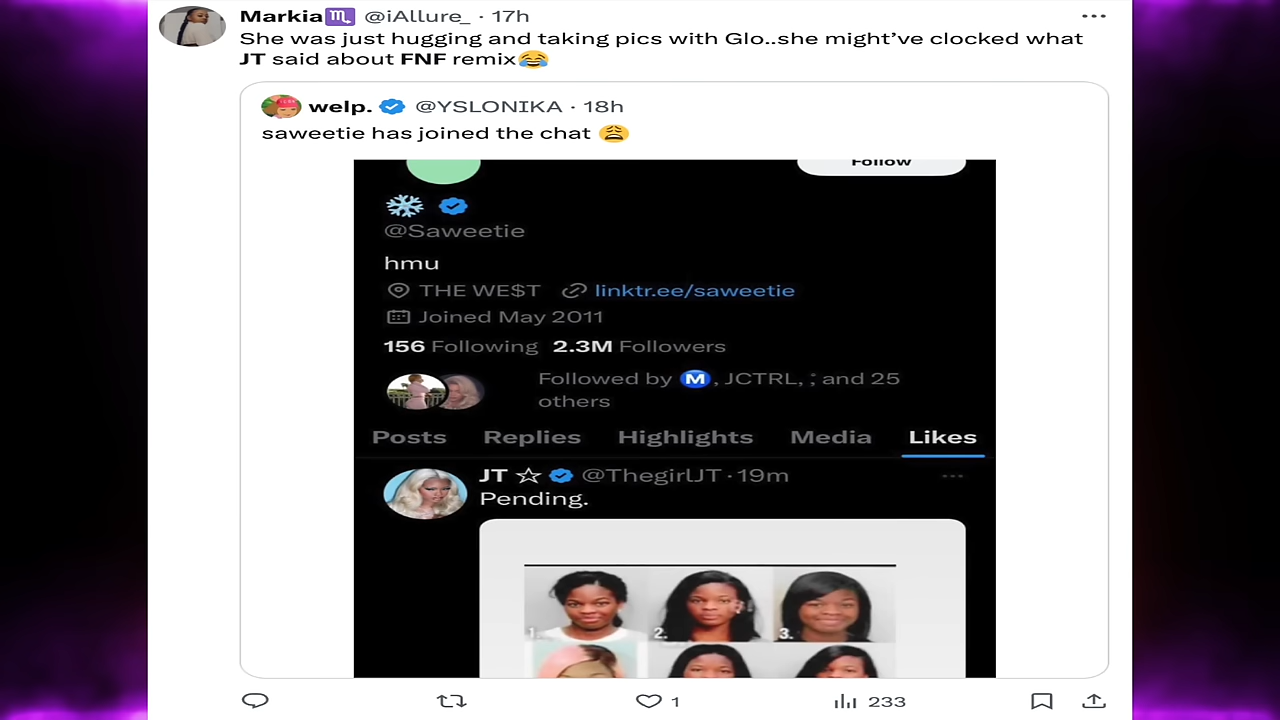 Markia♏ @iAllure_ · 17h
She was just hugging and taking pics with Glo..she might’ve clocked what
JT said about FNF remix😂
welp. @YSLONIKA · 18h
saweetie has joined the chat 😩
Follow
❄️
@Saweetie
hmu
THE WE$T linktr.ee/saweetie
Joined May 2011
156 Following 2.3M Followers
Followed by Ⓜ️, JCTRL, ; and 25
others
Posts Replies Highlights Media Likes
JT ☆ @ThegirlJT · 19m
Pending.
1. 2. 3.
1 233